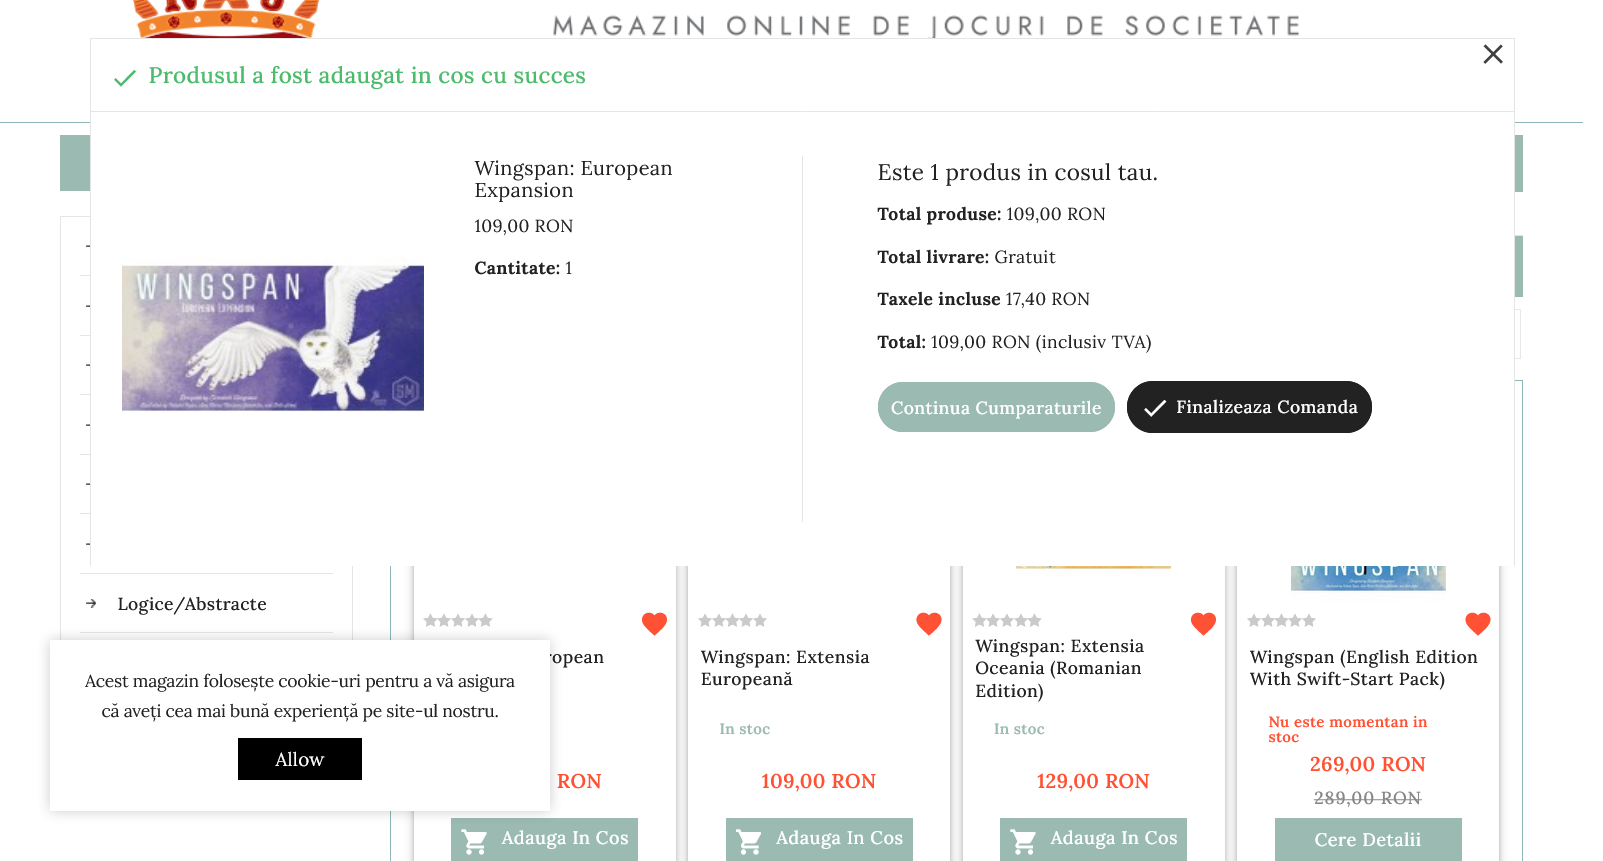 MAGAZIN ONLINE DE JOCURI DE SOCIETATE
Produsul a fost adaugat in cos cu succes
WINGSPAN
EUROPEAN EXPANSION
Wingspan: European
Expansion
109,00 RON
Cantitate: 1
Este 1 produs in cosul tau.
Total produse: 109,00 RON
Total livrare: Gratuit
Taxele incluse 17,40 RON
Total: 109,00 RON (inclusiv TVA)
Continua Cumparaturile
Finalizeaza Comanda
Logice/Abstracte
Acest magazin folosește cookie-uri pentru a vă asigura
că aveți cea mai bună experiență pe site-ul nostru.
Allow
ropean
RON
Adauga In Cos
Wingspan: Extensia
Europeană
In stoc
109,00 RON
Adauga In Cos
Wingspan: Extensia
Oceania (Romanian
Edition)
In stoc
129,00 RON
Adauga In Cos
WINGSPAN
Wingspan (English Edition
With Swift-Start Pack)
Nu este momentan in
stoc
269,00 RON
289,00 RON
Cere Detalii